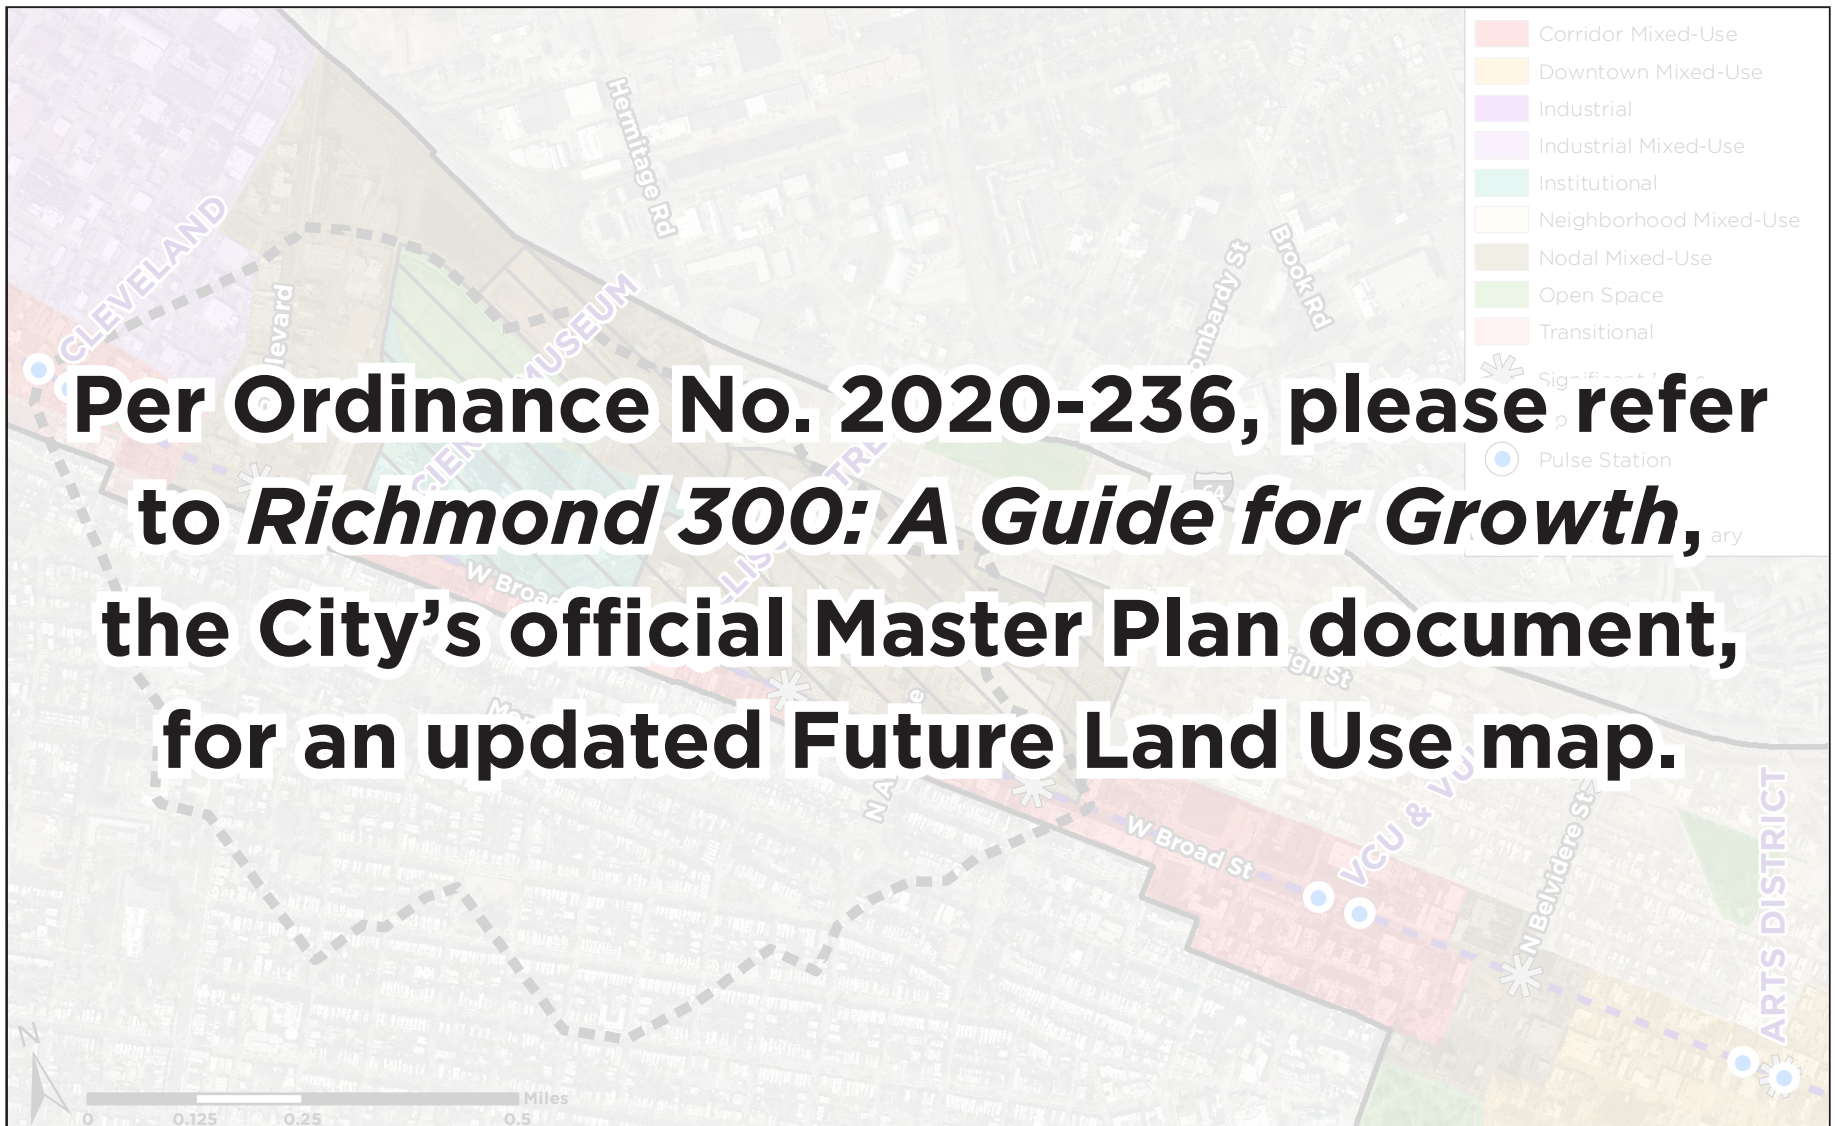 Corridor Mixed-Use
Downtown Mixed-Use
Industrial
Industrial Mixed-Use
Institutional
Neighborhood Mixed-Use
Nodal Mixed-Use
Open Space
Transitional
Pulse Station
Hermitage Rd
Brook Rd
CLEVELAND
MUSEUM
Per Ordinance No. 2020-236, please refer
to Richmond 300: A Guide for Growth,
the City’s official Master Plan document,
for an updated Future Land Use map.
64
W Broad St
VCU & VUU
N Belvidere St
ARTS DISTRICT
N
Miles
0 0.125 0.25 0.5